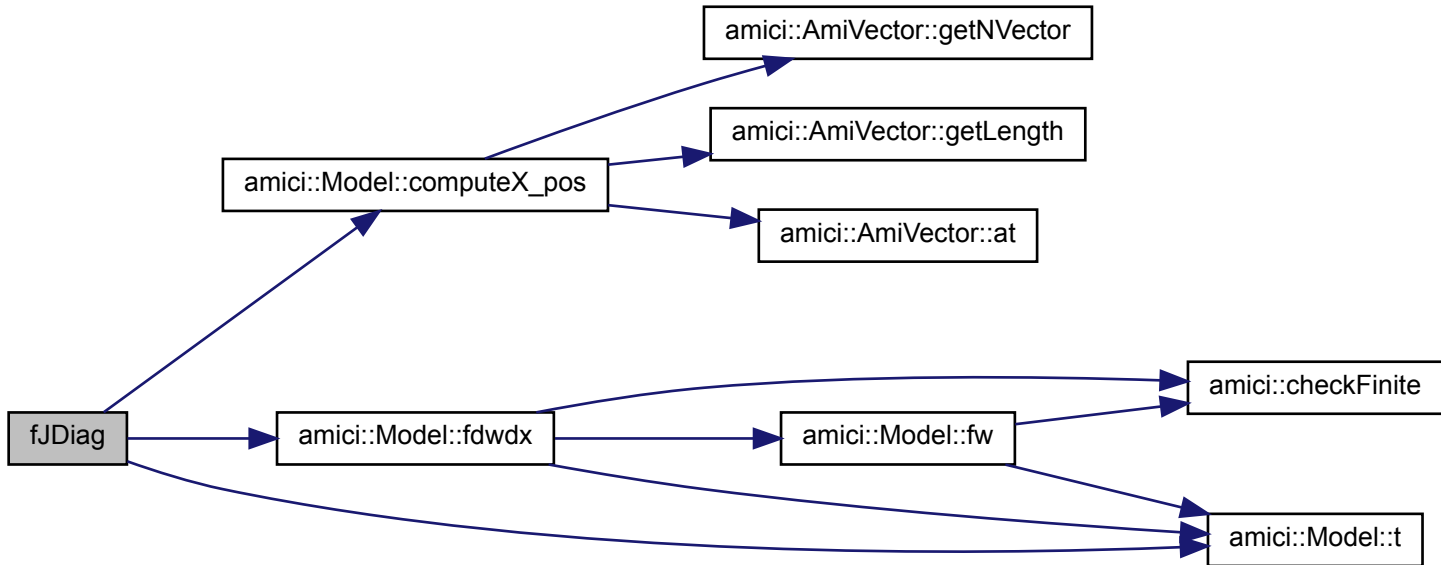 amici::AmiVector::getNVector
amici::AmiVector::getLength
amici::Model::computeX_pos
amici::AmiVector::at
amici::checkFinite
fJDiag
amici::Model::fdwdx
amici::Model::fw
amici::Model::t